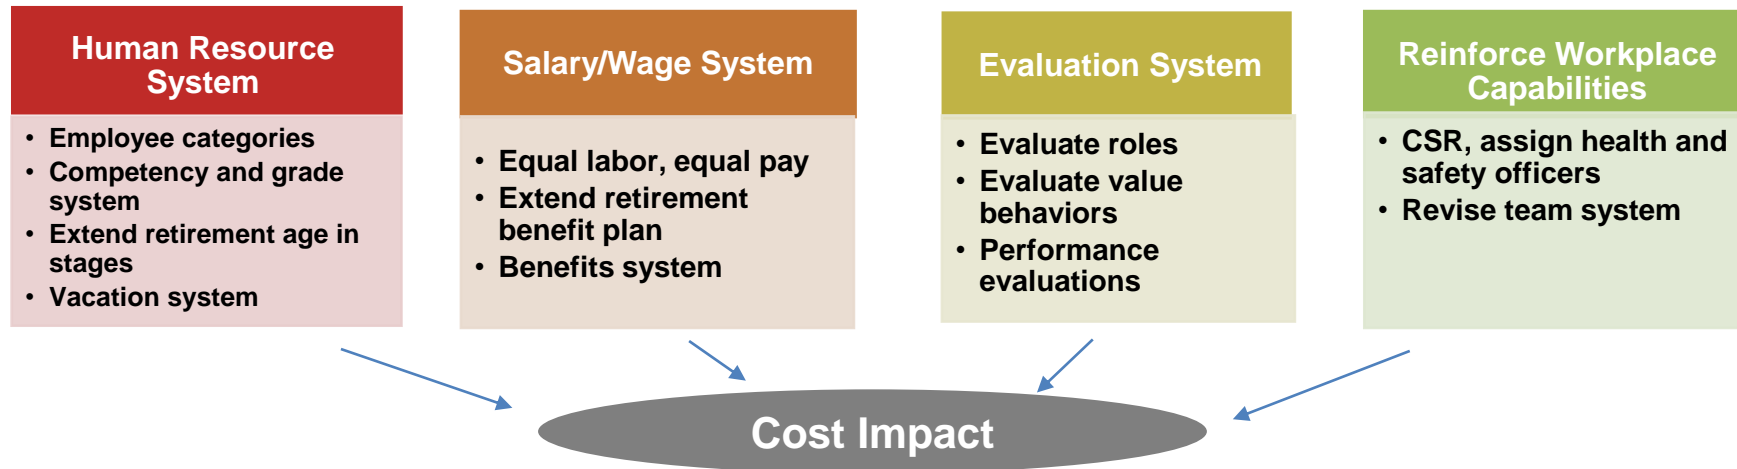 Human Resource
System
• Employee categories
• Competency and grade
system
• Extend retirement age in
stages
• Vacation system
Salary/Wage System
• Equal labor, equal pay
• Extend retirement
benefit plan
• Benefits system
Evaluation System
• Evaluate roles
• Evaluate value
behaviors
• Performance
evaluations
Reinforce Workplace
Capabilities
• CSR, assign health and
safety officers
• Revise team system
Cost Impact